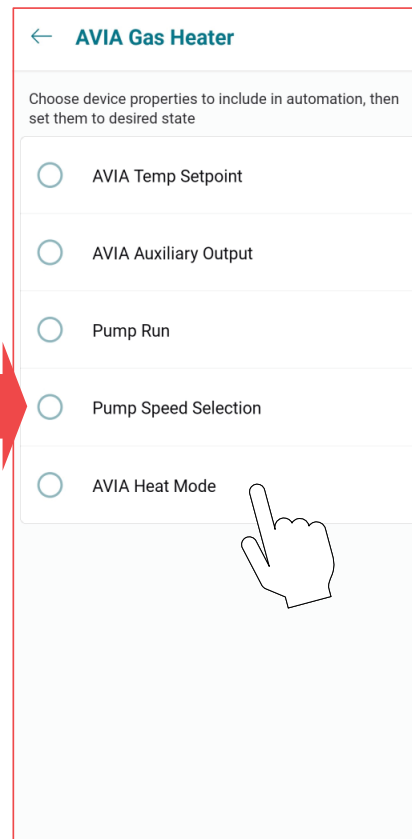 AVIA Gas Heater
Choose device properties to include in automation, then
set them to desired state
AVIA Temp Setpoint
AVIA Auxiliary Output
Pump Run
Pump Speed Selection
AVIA Heat Mode